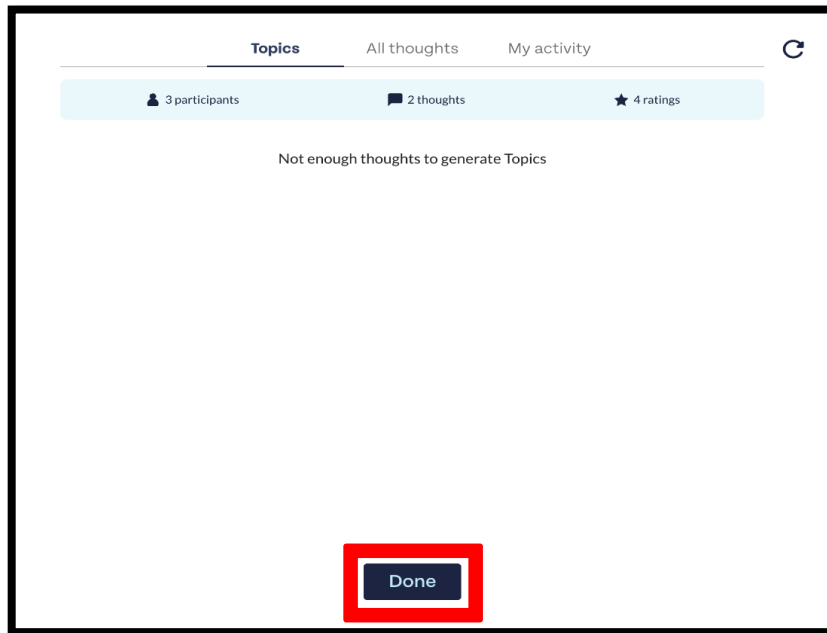 Topics All thoughts My activity
3 participants 2 thoughts 4 ratings
Not enough thoughts to generate Topics
Done